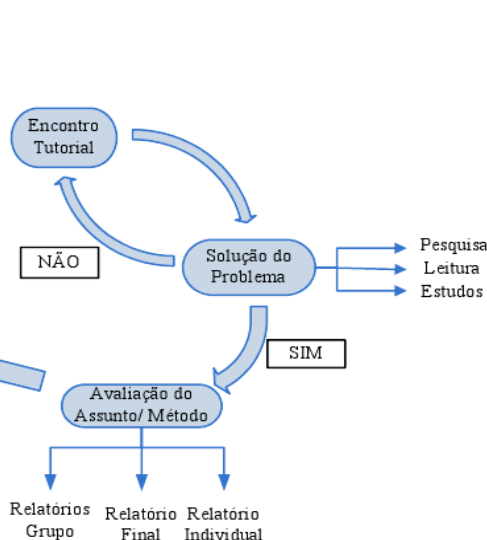 Encontro
Tutorial
NÃO
Solução do
Problema
Pesquisa
Leitura
Estudos
SIM
Avaliação do
Assunto/ Método
Relatórios
Grupo
Relatório
Final
Relatório
Individual